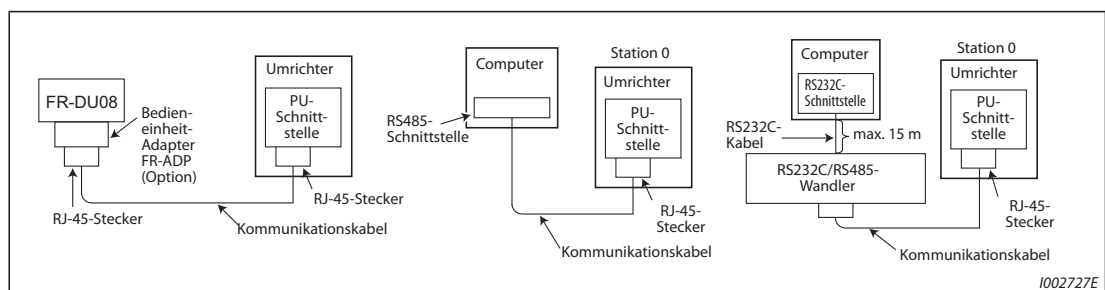 FR-DU08
Bedien-
einheit-
Adapter
FR-ADP
(Option)
RJ-45-Stecker
Umrichter
PU-
Schnitt-
stelle
RJ-45-Stecker
Kommunikationskabel
Computer
RS485-
Schnittstelle
Station 0
Umrichter
PU-
Schnitt-
stelle
RJ-45-
Stecker
Kommunikationskabel
Computer
RS232C-
Schnittstelle
RS232C-
Kabel
max. 15 m
RS232C/RS485-
Wandler
Station 0
Umrichter
PU-
Schnitt-
stelle
RJ-45-
Stecker
Kommunikationskabel
I002727E